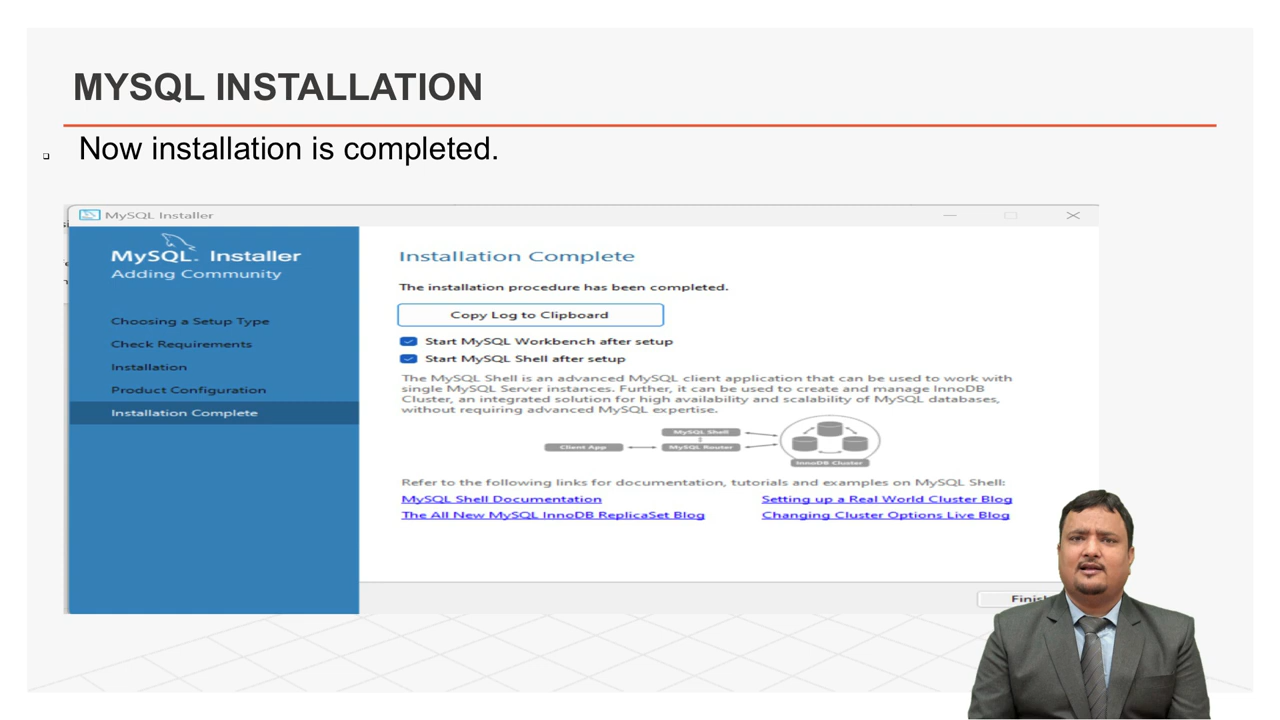 MYSQL INSTALLATION
Now installation is completed.
MySQL Installer
MySQL. Installer
Adding Community
Choosing a Setup Type
Check Requirements
Installation
Product Configuration
Installation Complete
Installation Complete
The installation procedure has been completed.
Copy Log to Clipboard
Start MySQL Workbench after setup
Start MySQL Shell after setup
The MySQL Shell is an advanced MySQL client application that can be used to work with
single MySQL Server instances. Further, it can be used to create and manage InnoDB
Cluster, an integrated solution for high availability and scalability of MySQL databases,
without requiring advanced MySQL expertise.
MySQL Shell
Client App
MySQL Router
InnoDB Cluster
Refer to the following links for documentation, tutorials and examples on MySQL Shell:
MySQL Shell Documentation
Setting up a Real World Cluster Blog
The All New MySQL InnoDB ReplicaSet Blog
Changing Cluster Options Live Blog